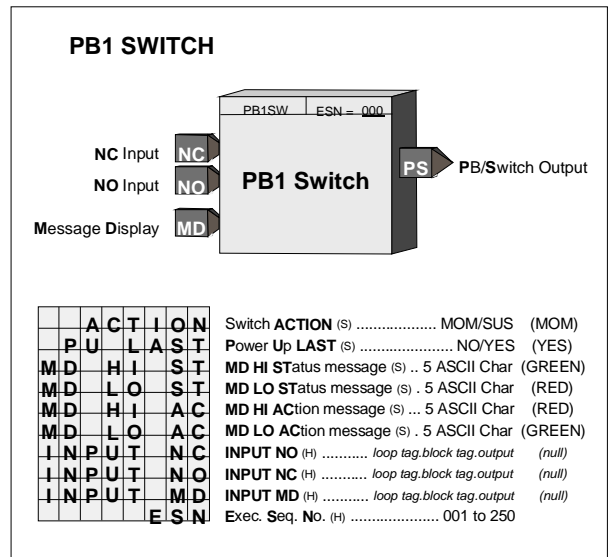 PB1 SWITCH
PB1SW ESN = 000
NC Input NC
NO Input NO
PB1 Switch
PS PB/Switch Output
Message Display MD
ACTION Switch ACTION (S) ................... MOM/SUS (MOM)
PU LAST Power Up LAST (S) ....................... NO/YES (YES)
MD HI ST MD HI STatus message (S) .. 5 ASCII Char (GREEN)
MD LO ST MD LO STatus message (S) . 5 ASCII Char (RED)
MD HI AC MD HI ACtion message (S) ... 5 ASCII Char (RED)
MD LO AC MD LO ACtion message (S) . 5 ASCII Char (GREEN)
INPUT NC INPUT NO (H) ........... loop tag.block tag.output (null)
INPUT NO INPUT NC (H) ........... loop tag.block tag.output (null)
INPUT MD INPUT MD (H) ........... loop tag.block tag.output (null)
ESN Exec. Seq. No. (H) ..................... 001 to 250